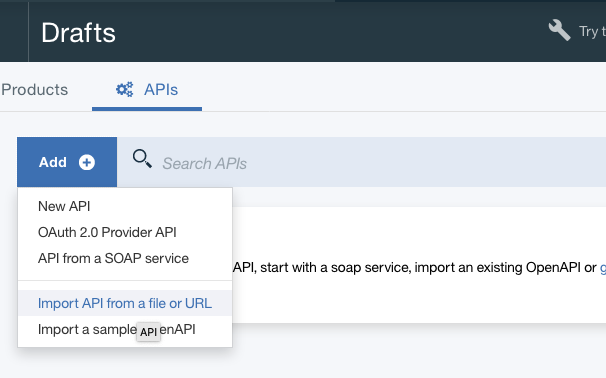 Drafts
Try t
Products
APIs
Add
Search APIs
New API
OAuth 2.0 Provider API
API from a SOAP service
API, start with a soap service, import an existing OpenAPI or g
Import API from a file or URL
Import a sample enAPI
API